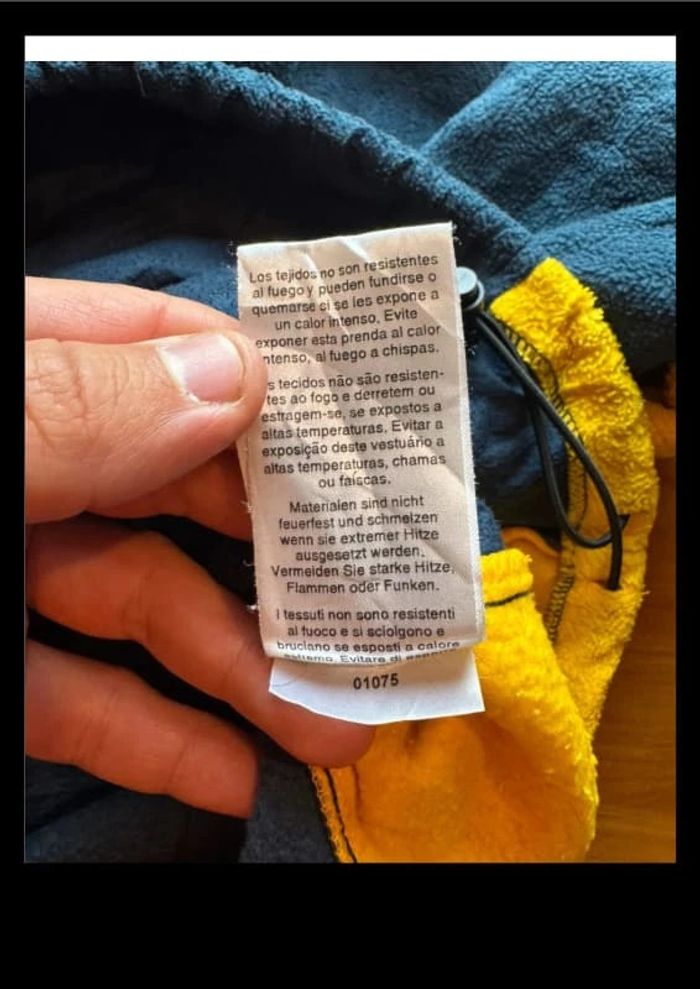 Los tejidos no son resistentes
al fuego y pueden fundirse o
quemarse si se les expone a
un calor intenso. Evite
exponer esta prenda al calor
ntenso, al fuego a chispas.
s tecidos não são resisten-
tes ao fogo e derretem ou
estragem-se, se expostos a
altas temperaturas. Evitar a
exposição deste vestuário a
altas temperaturas, chamas
ou faíscas.
Materialen sind nicht
feuerfest und schmelzen
wenn sie extremer Hitze
ausgesetzt werden.
Vermeiden Sie starke Hitze,
Flammen oder Funken.
I tessuti non sono resistenti
al fuoco e si sciolgono e
bruciano se esposti a calore
estremo. Evitare di
01075